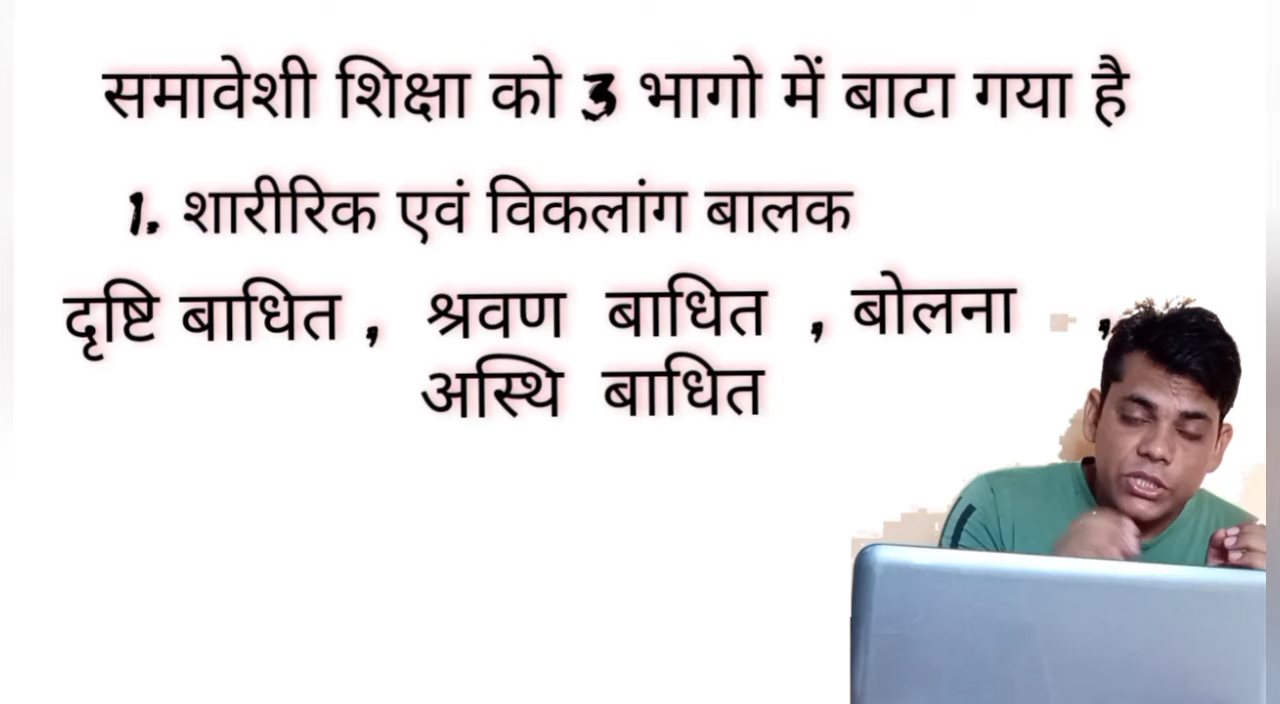 समावेशी शिक्षा को 3 भागो में बाटा गया है
1. शारीरिक एवं विकलांग बालक
दृष्टि बाधित , श्रवण बाधित , बोलना ,
अस्थि बाधित